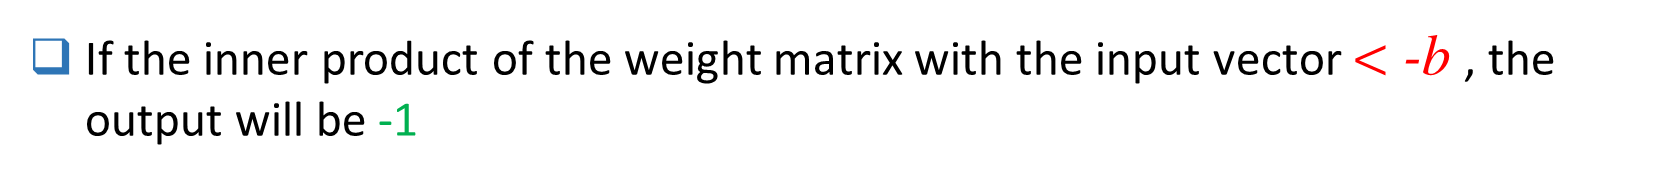 ❑ If the inner product of the weight matrix with the input vector < -b , the
output will be -1